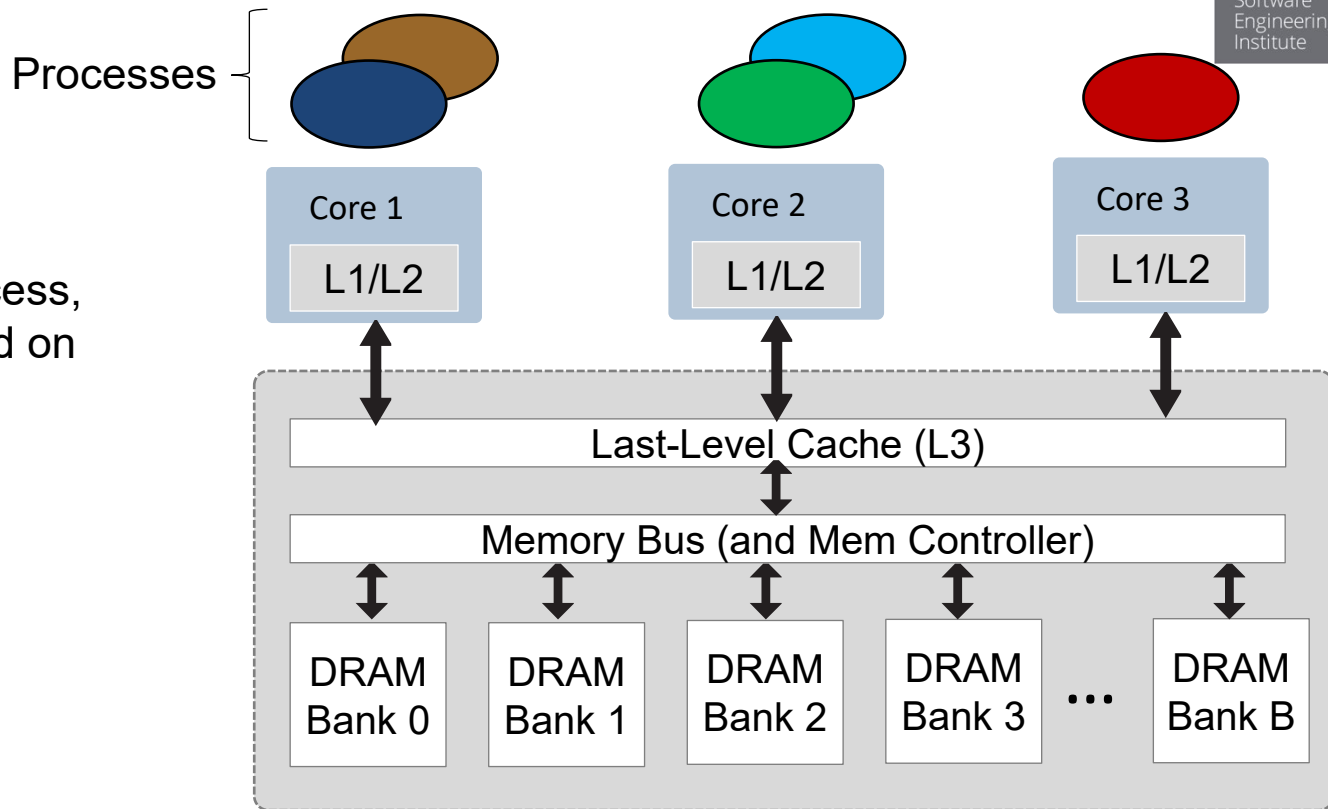 Software
Engineerin
Institute
Processes
Core 1
L1/L2
Core 2
L1/L2
Core 3
L1/L2
cess,
d on
Last-Level Cache (L3)
Memory Bus (and Mem Controller)
DRAM
Bank 0
DRAM
Bank 1
DRAM
Bank 2
DRAM
Bank 3
...
DRAM
Bank B